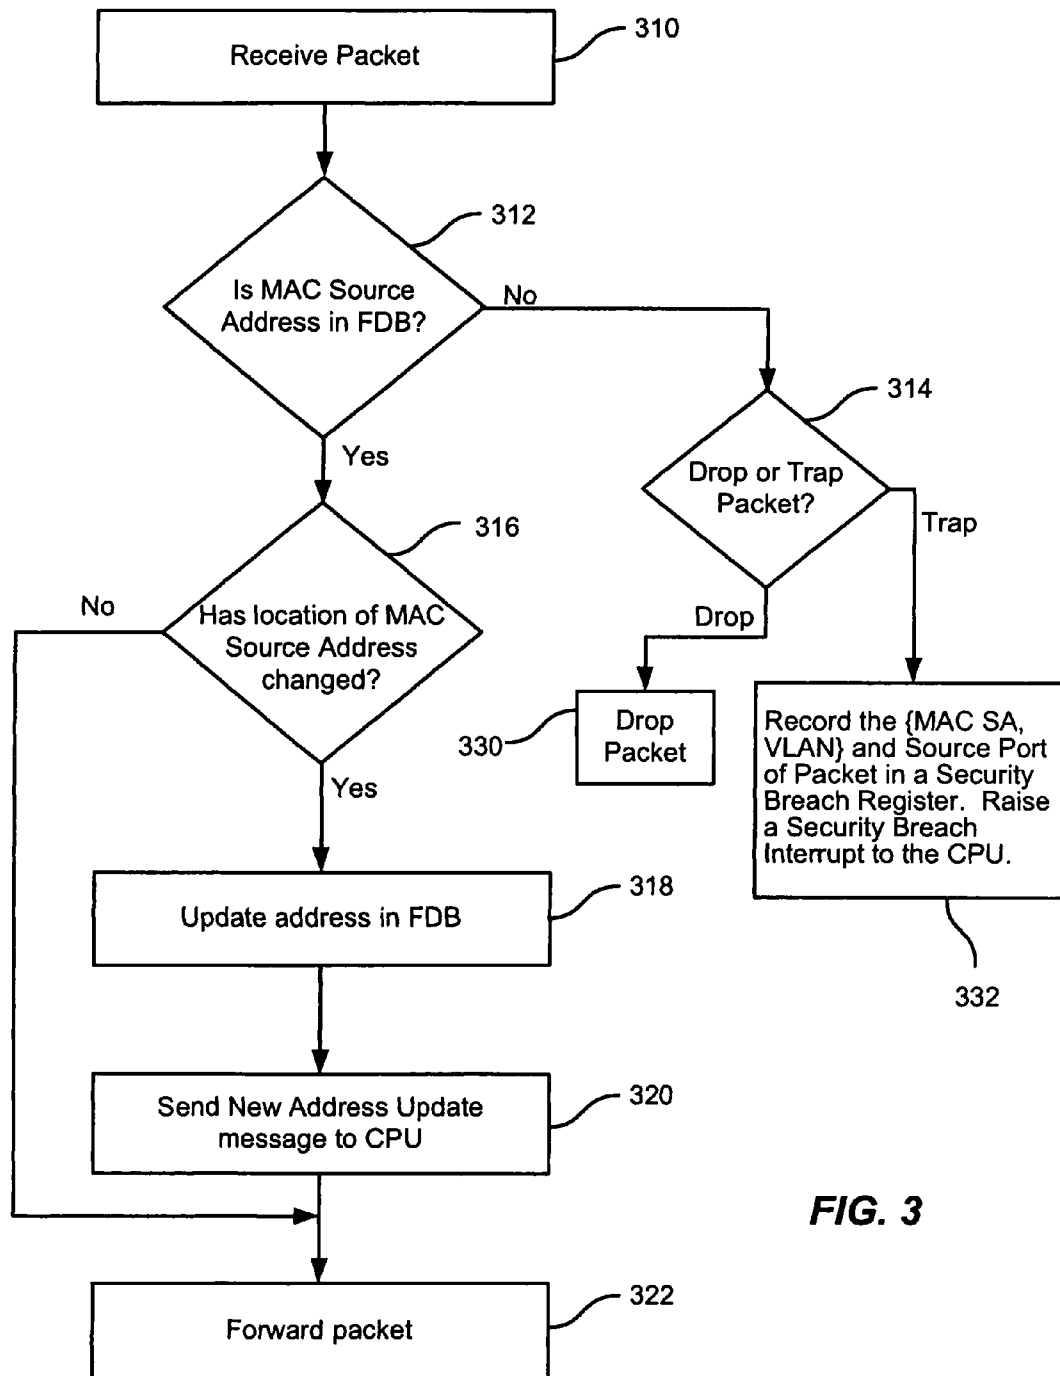 Receive Packet
310
312
Is MAC Source
Address in FDB?
No
Yes
314
Drop or Trap
Packet?
Trap
Drop
316
No
Has location of MAC
Source Address
changed?
Yes
330
Drop
Packet
Record the {MAC SA,
VLAN} and Source Port
of Packet in a Security
Breach Register. Raise
a Security Breach
Interrupt to the CPU.
332
318
Update address in FDB
320
Send New Address Update
message to CPU
FIG. 3
322
Forward packet